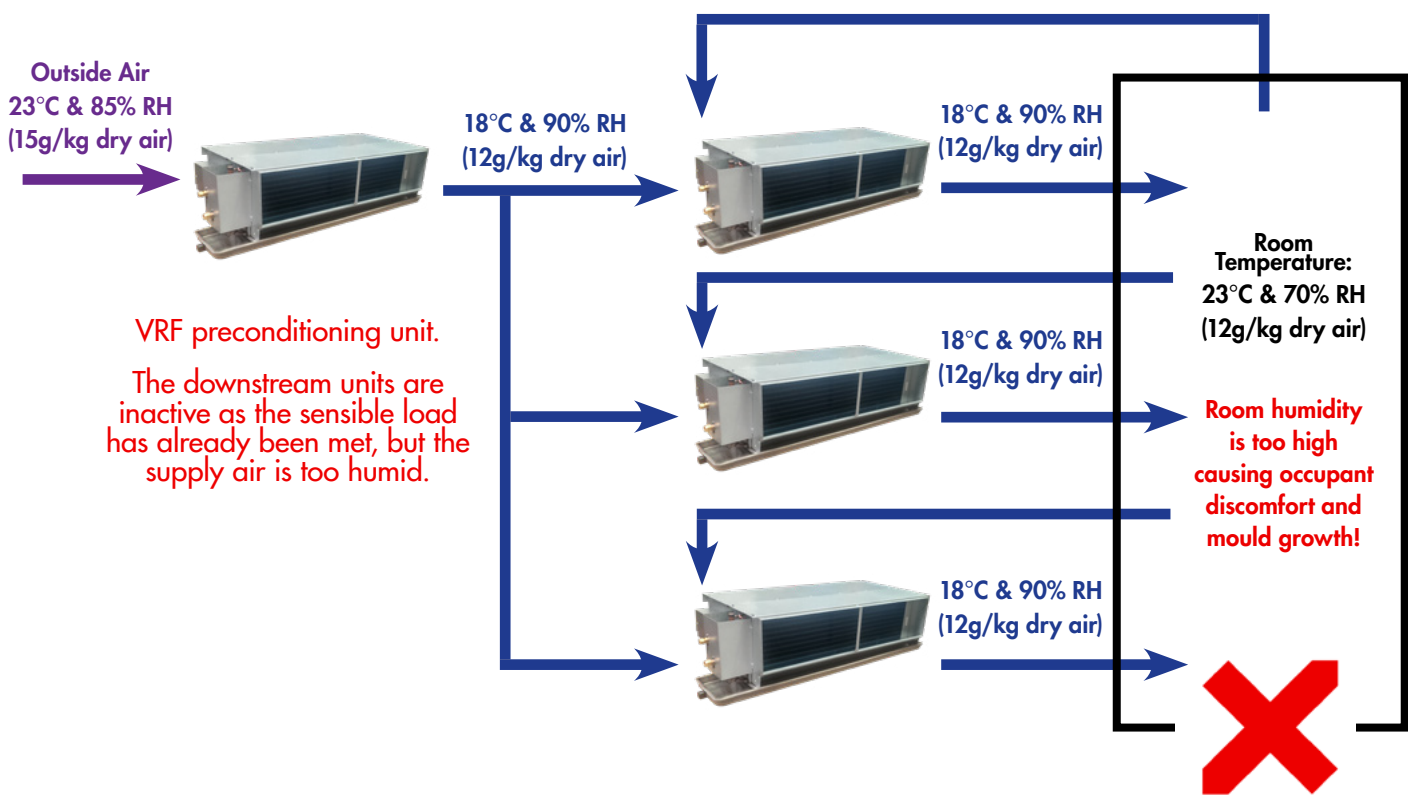 Outside Air
23°C & 85% RH
(15g/kg dry air)
18°C & 90% RH
(12g/kg dry air)
18°C & 90% RH
(12g/kg dry air)
VRF preconditioning unit.
The downstream units are
inactive as the sensible load
has already been met, but the
supply air is too humid.
18°C & 90% RH
(12g/kg dry air)
18°C & 90% RH
(12g/kg dry air)
Room
Temperature:
23°C & 70% RH
(12g/kg dry air)
Room humidity
is too high
causing occupant
discomfort and
mould growth!